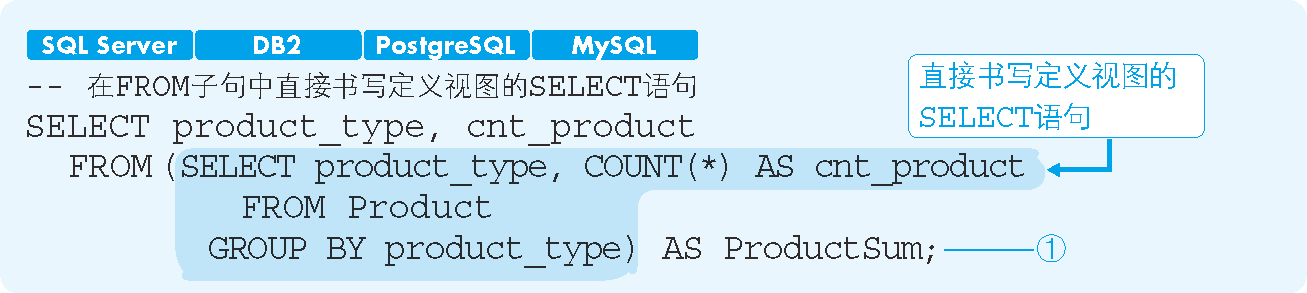 SQL Server DB2 PostgreSQL MySQL
-- 在FROM子句中直接书写定义视图的SELECT语句
直接书写定义视图的
SELECT语句
SELECT product_type, cnt_product
FROM (SELECT product_type, COUNT(*) AS cnt_product
FROM Product
GROUP BY product_type) AS ProductSum; ①